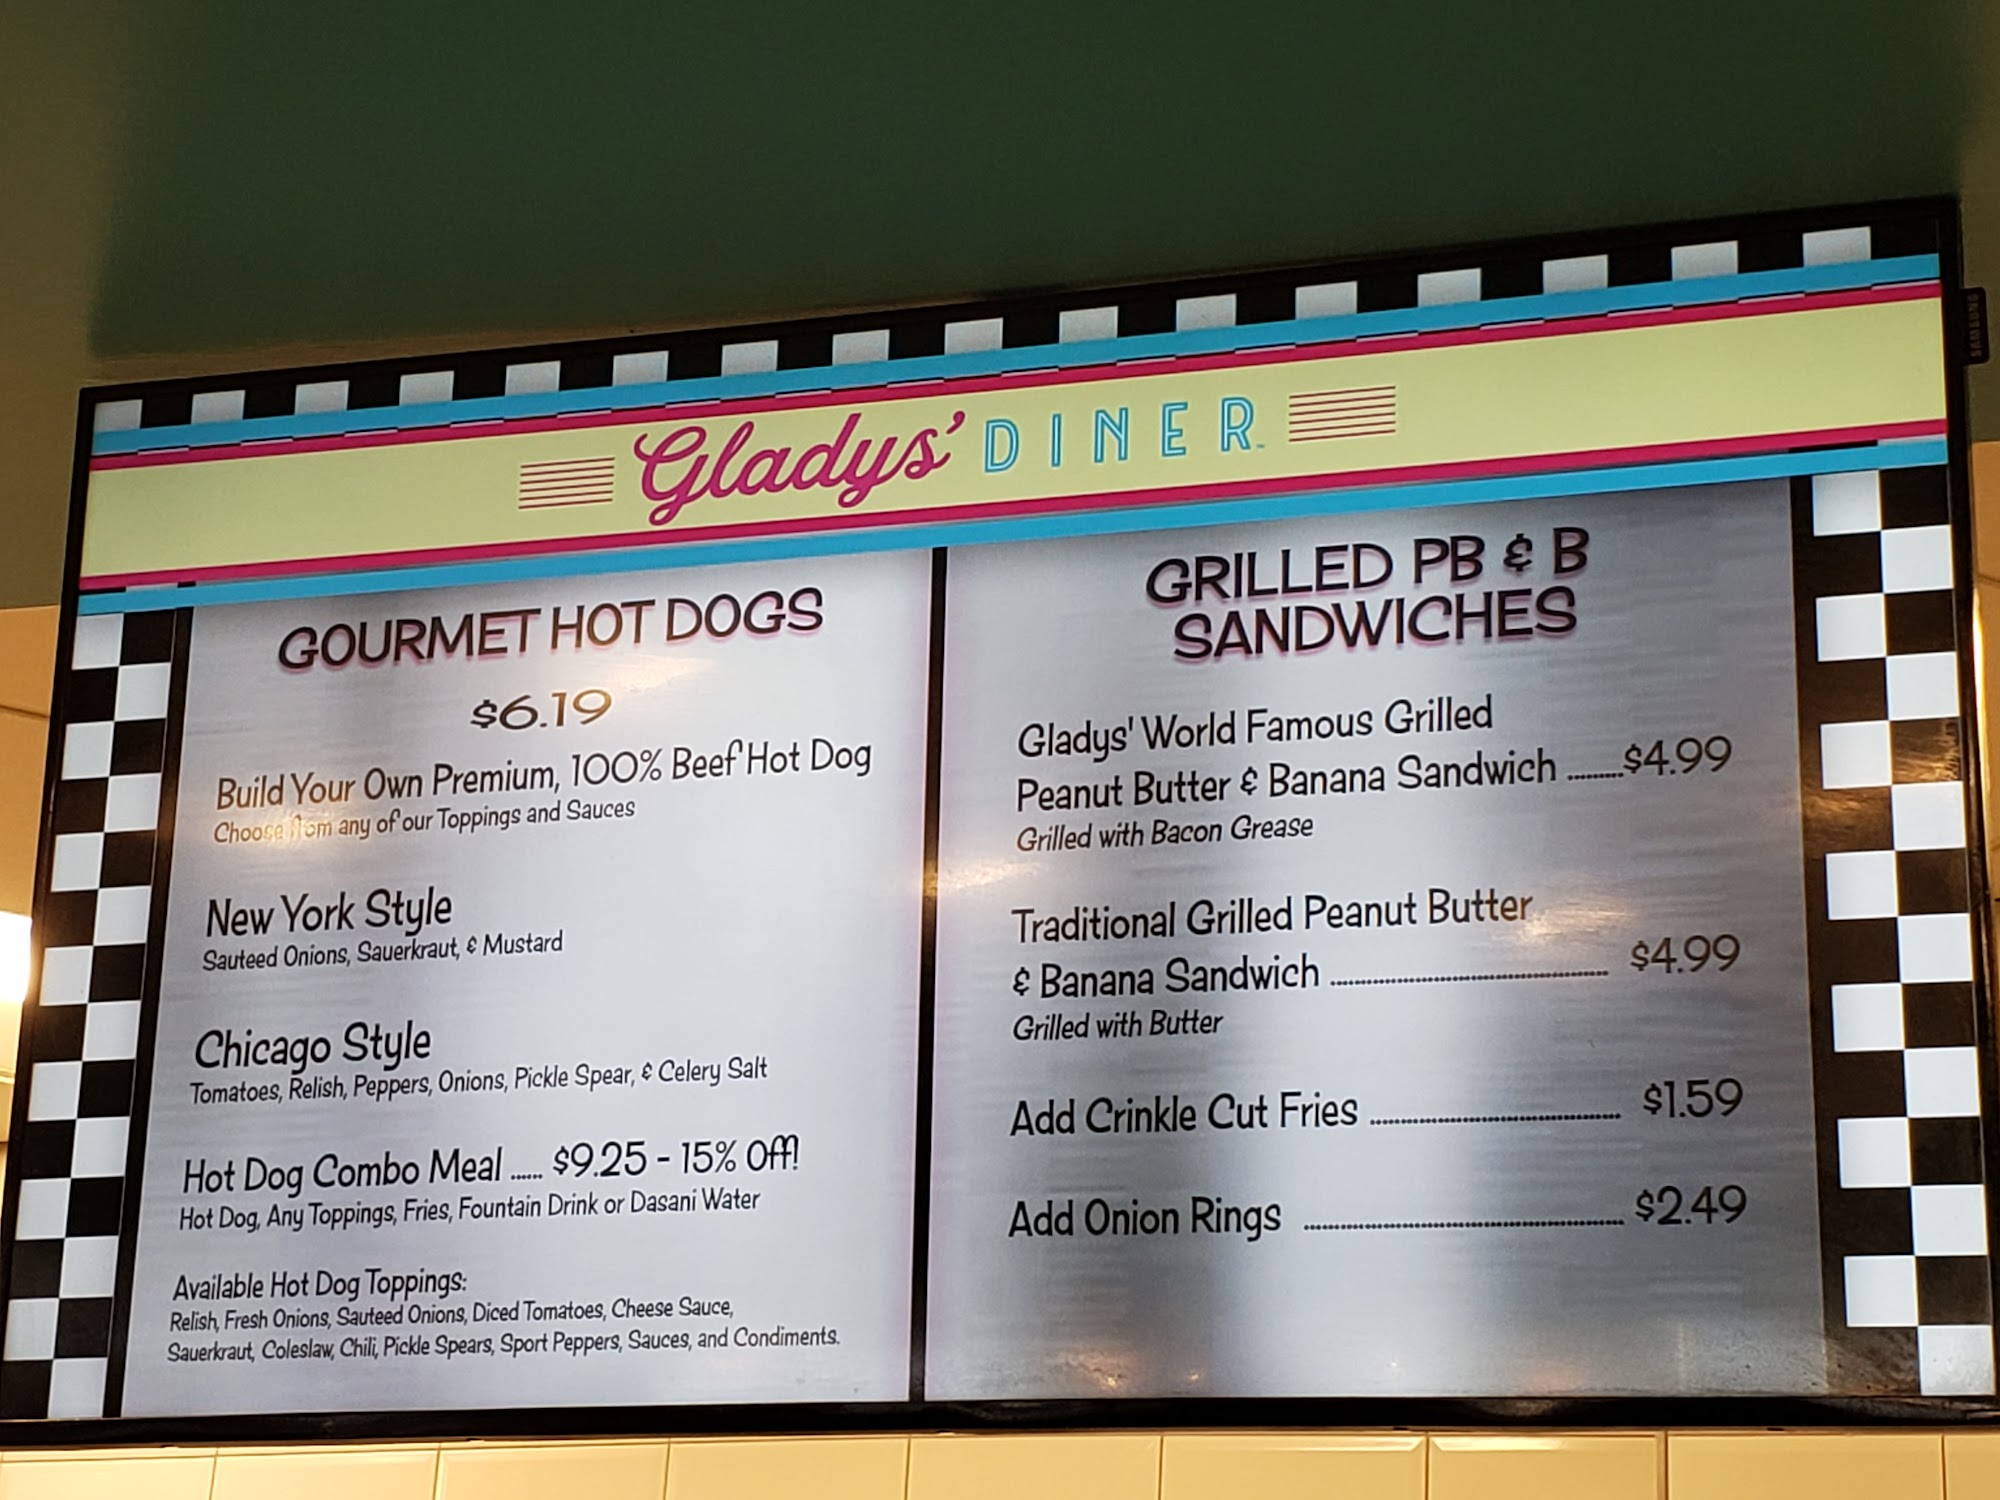 Gladys' DINER
GOURMET HOT DOGS
$6.19
Build Your Own Premium, 100% Beef Hot Dog
Choose from any of our Toppings and Sauces
New York Style
Sauteed Onions, Sauerkraut, & Mustard
Chicago Style
Tomatoes, Relish, Peppers, Onions, Pickle Spear, & Celery Salt
Hot Dog Combo Meal ...... $9.25 - 15% Off!
Hot Dog, Any Toppings, Fries, Fountain Drink or Dasani Water
Available Hot Dog Toppings:
Relish, Fresh Onions, Sauteed Onions, Diced Tomatoes, Cheese Sauce,
Sauerkraut, Coleslaw, Chili, Pickle Spears, Sport Peppers, Sauces, and Condiments.
GRILLED PB & B
SANDWICHES
Gladys' World Famous Grilled
Peanut Butter & Banana Sandwich .........$4.99
Grilled with Bacon Grease
Traditional Grilled Peanut Butter
& Banana Sandwich ............................................. $4.99
Grilled with Butter
Add Crinkle Cut Fries ......................................... $1.59
Add Onion Rings .................................................... $2.49
SAMSUNG